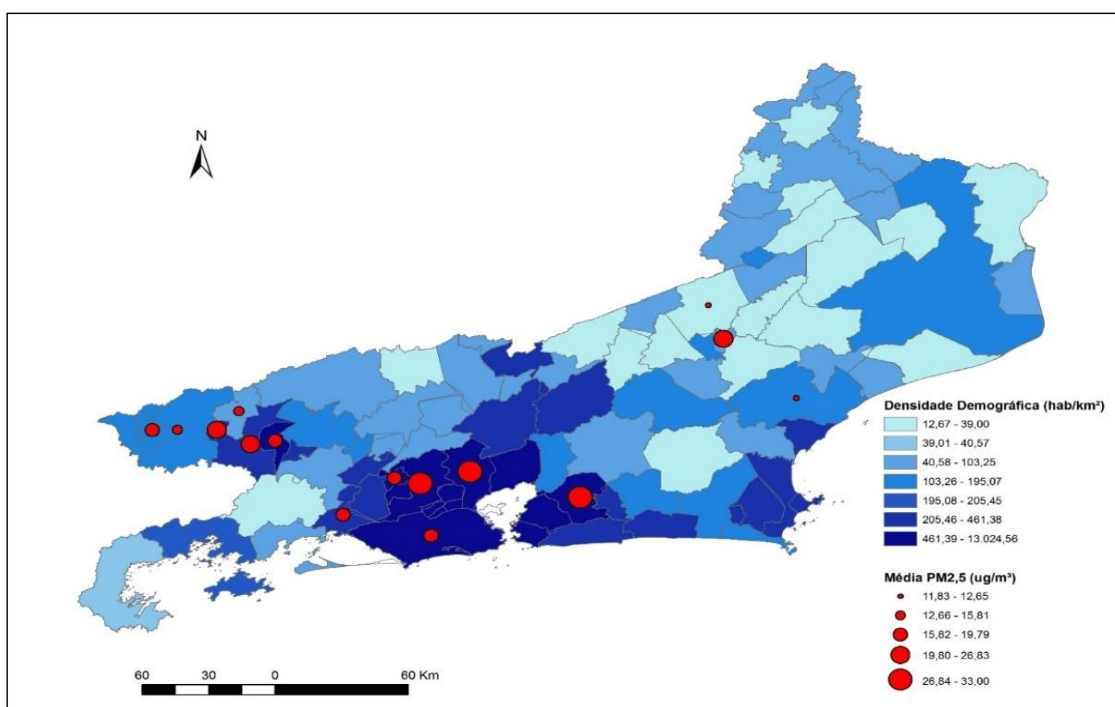 N
Densidade Demográfica (hab/km²)
12,67 - 39,00
39,01 - 40,57
40,58 - 103,25
103,26 - 195,07
195,08 - 205,45
205,46 - 461,38
461,39 - 13.024,56
Média PM2,5 (ug/m³)
11,83 - 12,65
12,66 - 15,81
15,82 - 19,79
19,80 - 26,83
26,84 - 33,00
60 30 0 60 Km